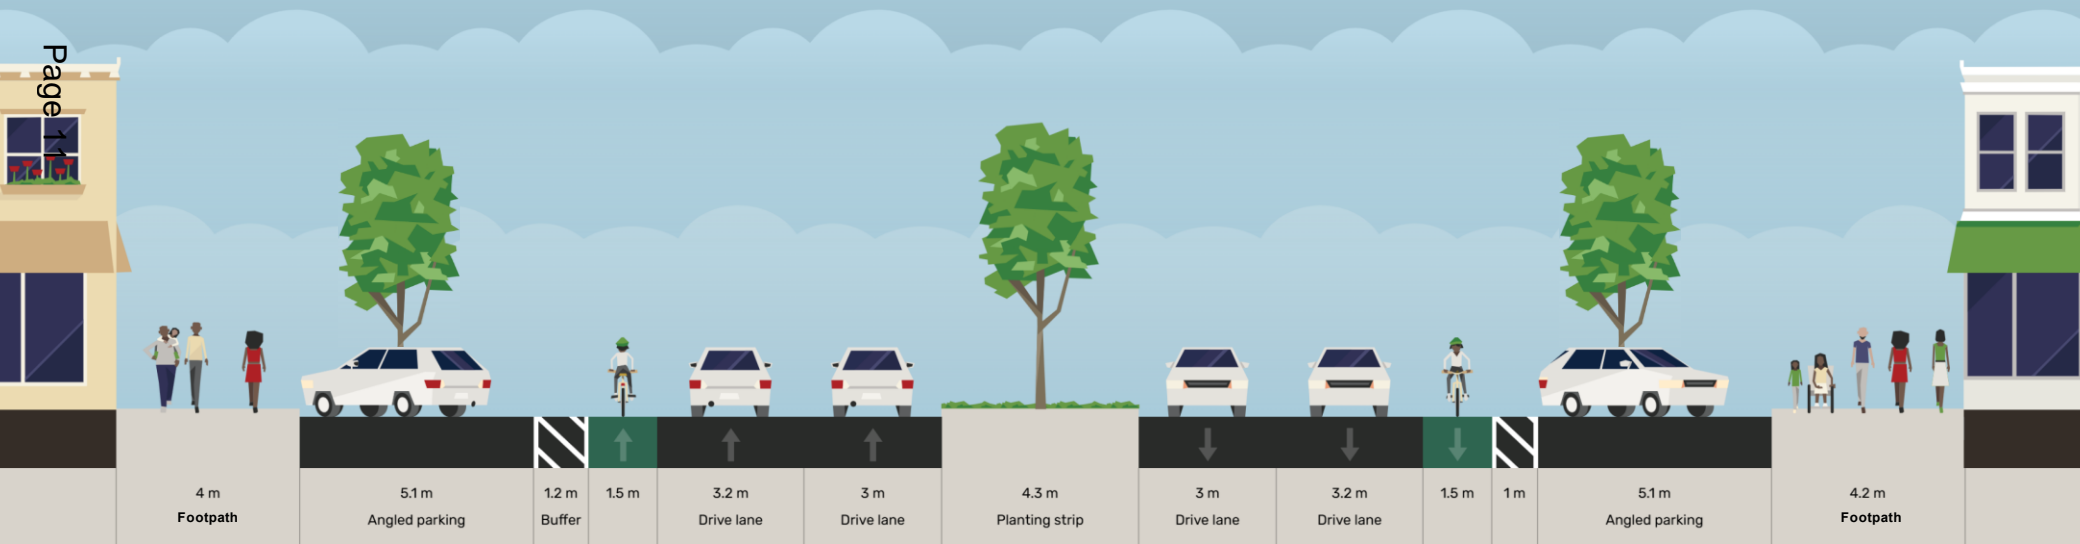 Page 11
4 m
Footpath
5.1 m
Angled parking
1.2 m
Buffer
1.5 m
3.2 m
Drive lane
3 m
Drive lane
4.3 m
Planting strip
3 m
Drive lane
3.2 m
Drive lane
1.5 m
1 m
5.1 m
Angled parking
4.2 m
Footpath